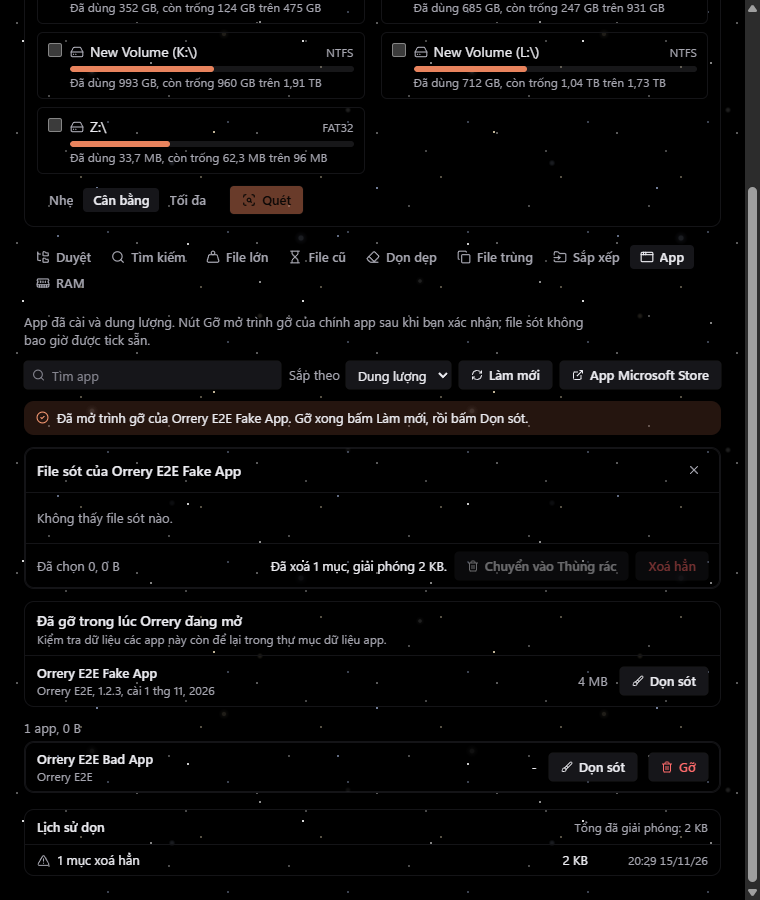 Đã dùng 352 GB, còn trống 124 GB trên 475 GB
Đã dùng 685 GB, còn trống 247 GB trên 931 GB
New Volume (K:\)
NTFS
Đã dùng 993 GB, còn trống 960 GB trên 1,91 TB
New Volume (L:\)
NTFS
Đã dùng 712 GB, còn trống 1,04 TB trên 1,73 TB
Z:\
FAT32
Đã dùng 33,7 MB, còn trống 62,3 MB trên 96 MB
Nhẹ
Cân bằng
Tối đa
Quét
Duyệt
Tìm kiếm
File lớn
File cũ
Dọn dẹp
File trùng
Sắp xếp
App
RAM
App đã cài và dung lượng. Nút Gỡ mở trình gỡ của chính app sau khi bạn xác nhận; file sót không
bao giờ được tick sẵn.
Tìm app
Sắp theo
Dung lượng
Làm mới
App Microsoft Store
Đã mở trình gỡ của Orrery E2E Fake App. Gỡ xong bấm Làm mới, rồi bấm Dọn sót.
File sót của Orrery E2E Fake App
Không thấy file sót nào.
Đã chọn 0, 0 B
Đã xoá 1 mục, giải phóng 2 KB.
Chuyển vào Thùng rác
Xoá hẳn
Đã gỡ trong lúc Orrery đang mở
Kiểm tra dữ liệu các app này còn để lại trong thư mục dữ liệu app.
Orrery E2E Fake App
Orrery E2E, 1.2.3, cài 1 thg 11, 2026
4 MB
Dọn sót
1 app, 0 B
Orrery E2E Bad App
Orrery E2E
-
Dọn sót
Gỡ
Lịch sử dọn
Tổng đã giải phóng: 2 KB
1 mục xoá hẳn
2 KB
20:29 15/11/26